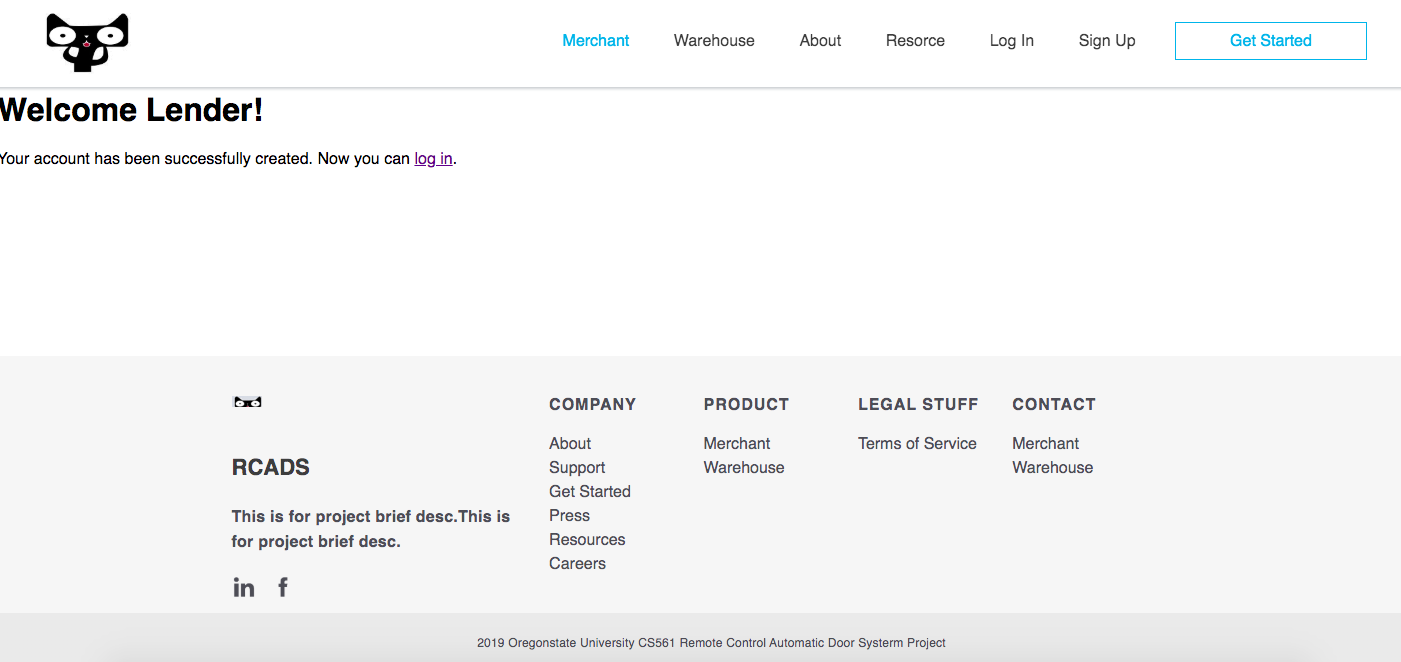 Merchant Warehouse About Resorce Log In Sign Up Get Started
Welcome Lender!
Your account has been successfully created. Now you can log in.
RCADS
This is for project brief desc.This is
for project brief desc.
in f
COMPANY
About
Support
Get Started
Press
Resources
Careers
PRODUCT
Merchant
Warehouse
LEGAL STUFF
Terms of Service
CONTACT
Merchant
Warehouse
2019 Oregonstate University CS561 Remote Control Automatic Door Systerm Project